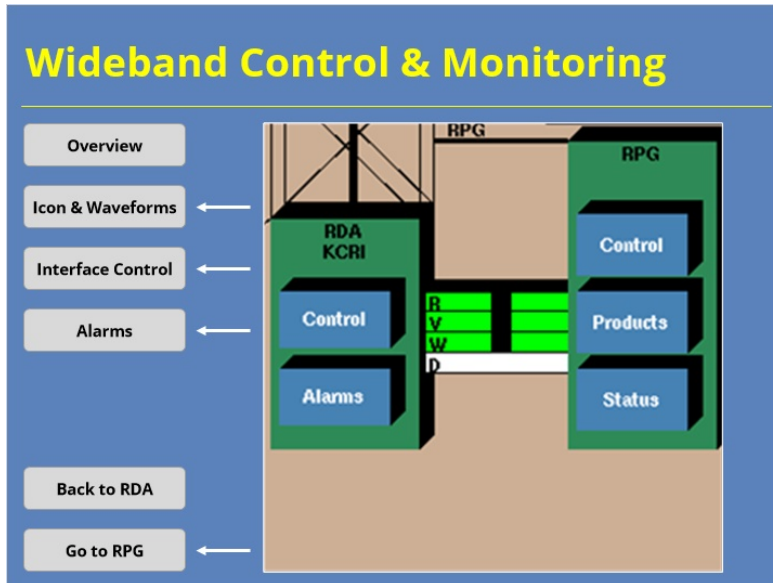 Wideband Control & Monitoring
Overview
Icon & Waveforms
Interface Control
Alarms
Back to RDA
Go to RPG
RPG
RDA
KCRI
Control
Alarms
R
V
W
D
RPG
Control
Products
Status